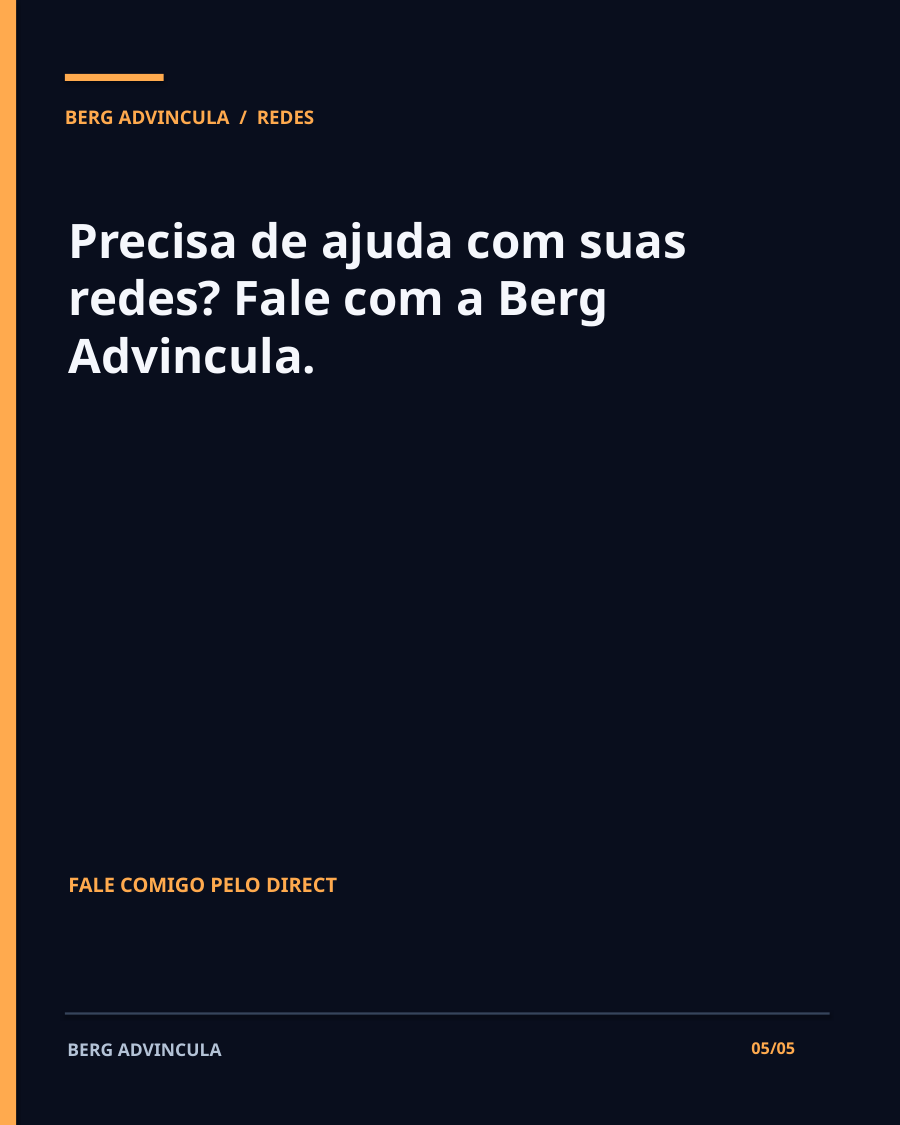 BERG ADVINCULA / REDES
Precisa de ajuda com suas
redes? Fale com a Berg
Advincula.
FALE COMIGO PELO DIRECT
BERG ADVINCULA
05/05